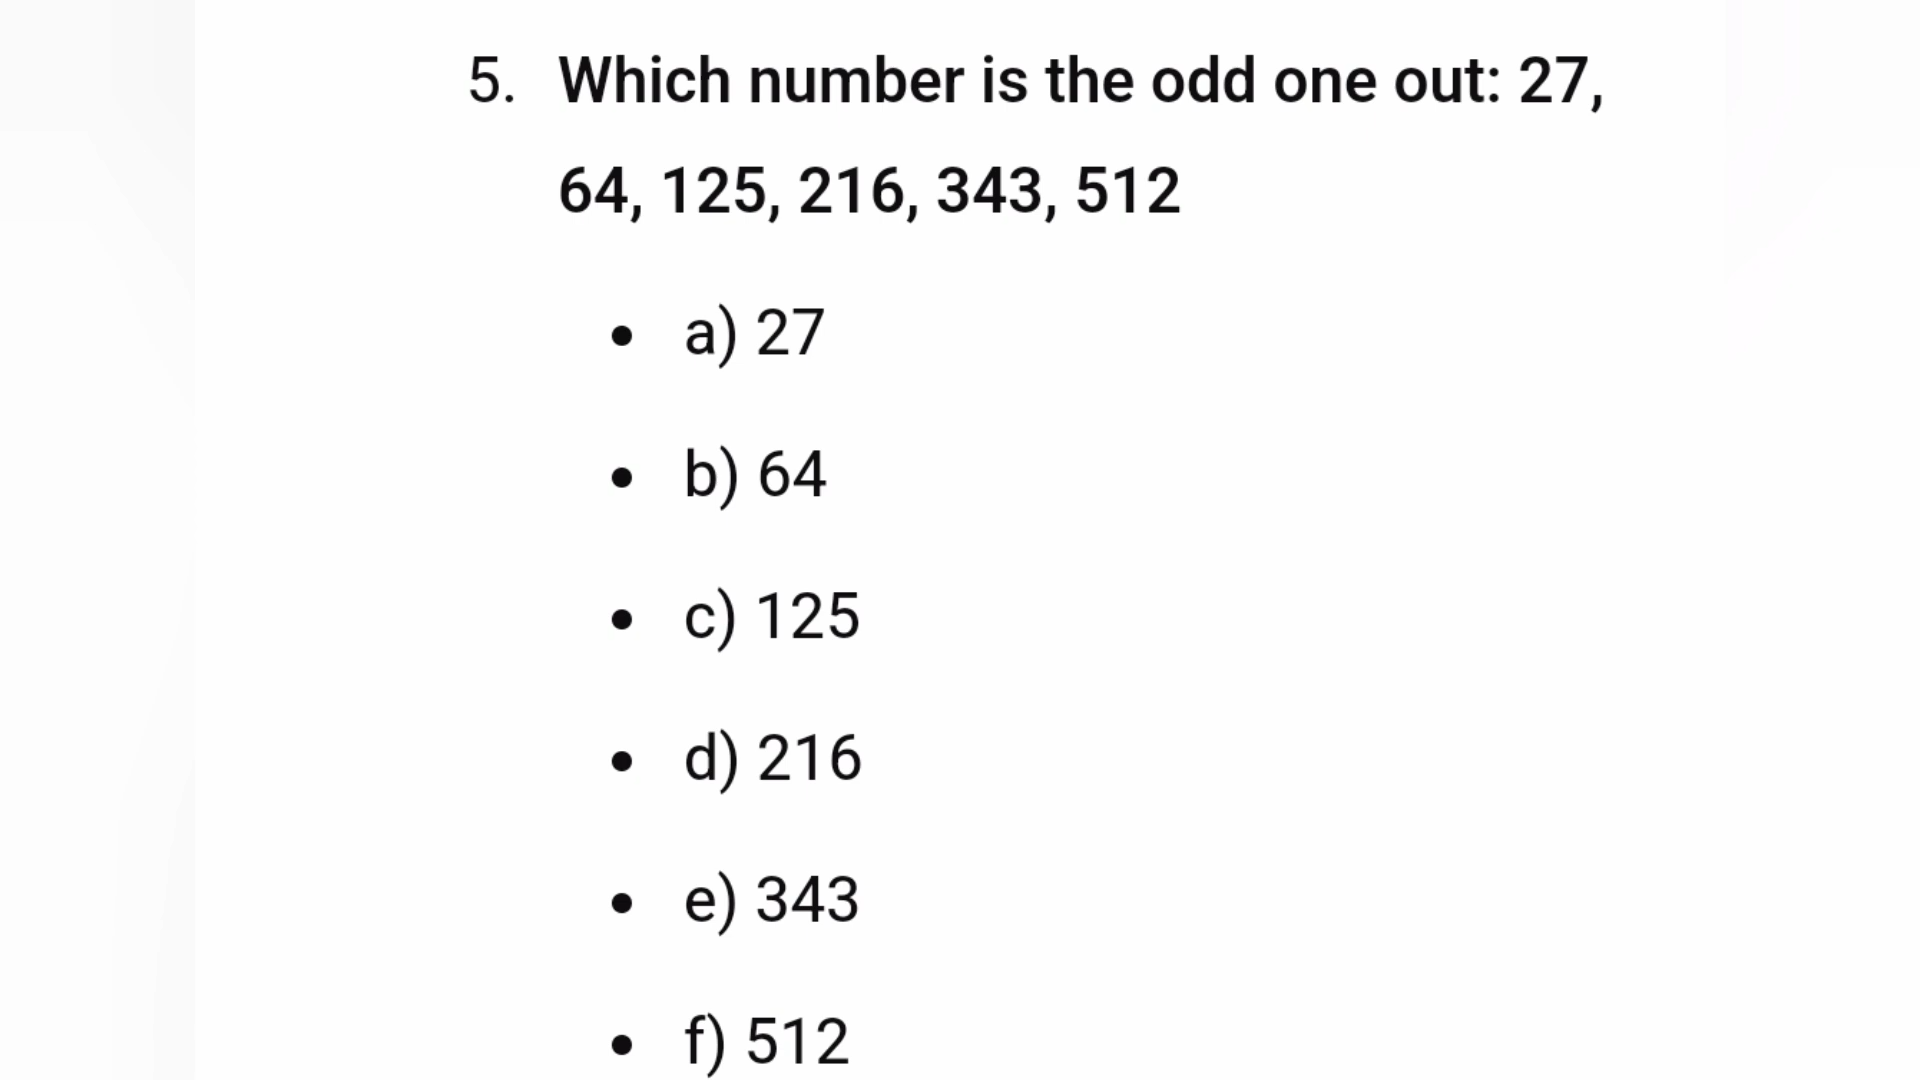 5. Which number is the odd one out: 27,
64, 125, 216, 343, 512
• a) 27
• b) 64
• c) 125
• d) 216
• e) 343
• f) 512